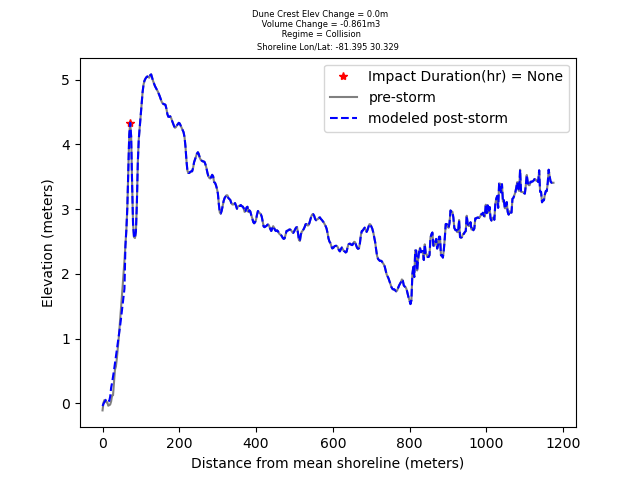 Dune Crest Elev Change = 0.0m
Volume Change = -0.861m3
Regime = Collision
Shoreline Lon/Lat: -81.395 30.329
Impact Duration(hr) = None
pre-storm
modeled post-storm
Elevation (meters)
5
4
3
2
1
0
0 200 400 600 800 1000 1200
Distance from mean shoreline (meters)